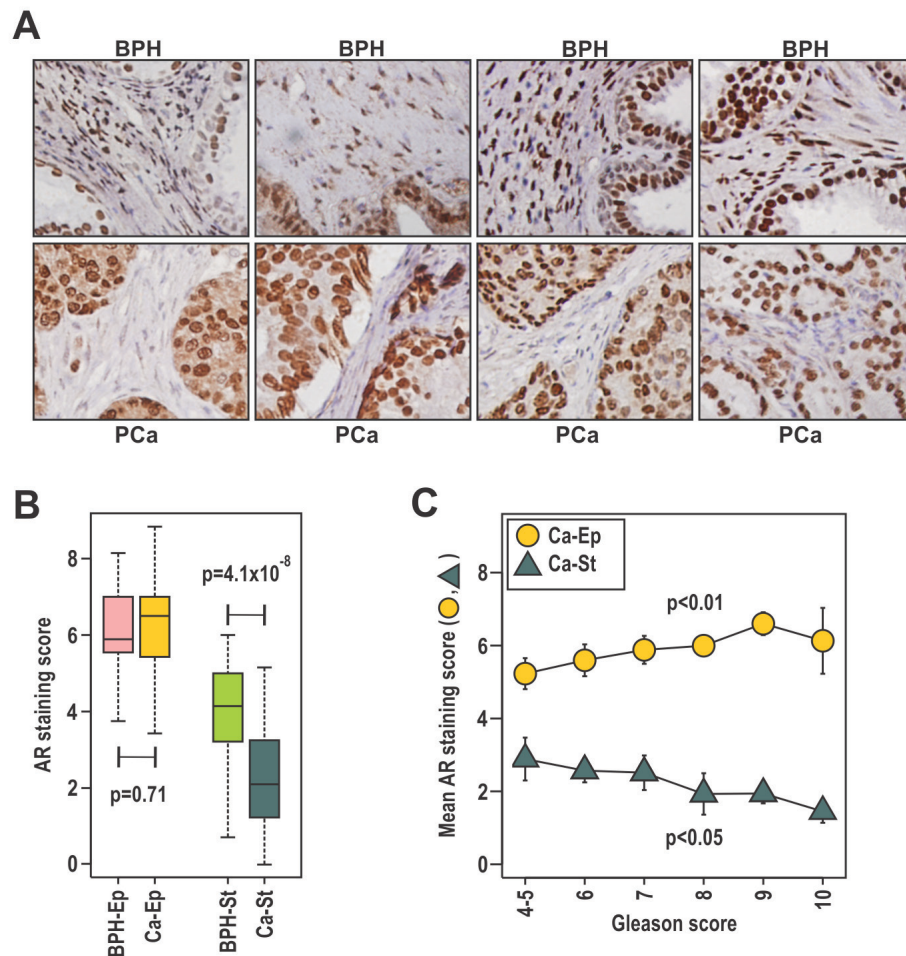 A
BPH BPH BPH BPH
PCa PCa PCa PCa
B
AR staining score
8
6
4
2
0
p=4.1x10⁻⁸
p=0.71
BPH-Ep
Ca-Ep
BPH-St
Ca-St
C
Mean AR staining score ( , )
8
6
4
2
0
Ca-Ep
Ca-St
p<0.01
p<0.05
4-5 6 7 8 9 10
Gleason score